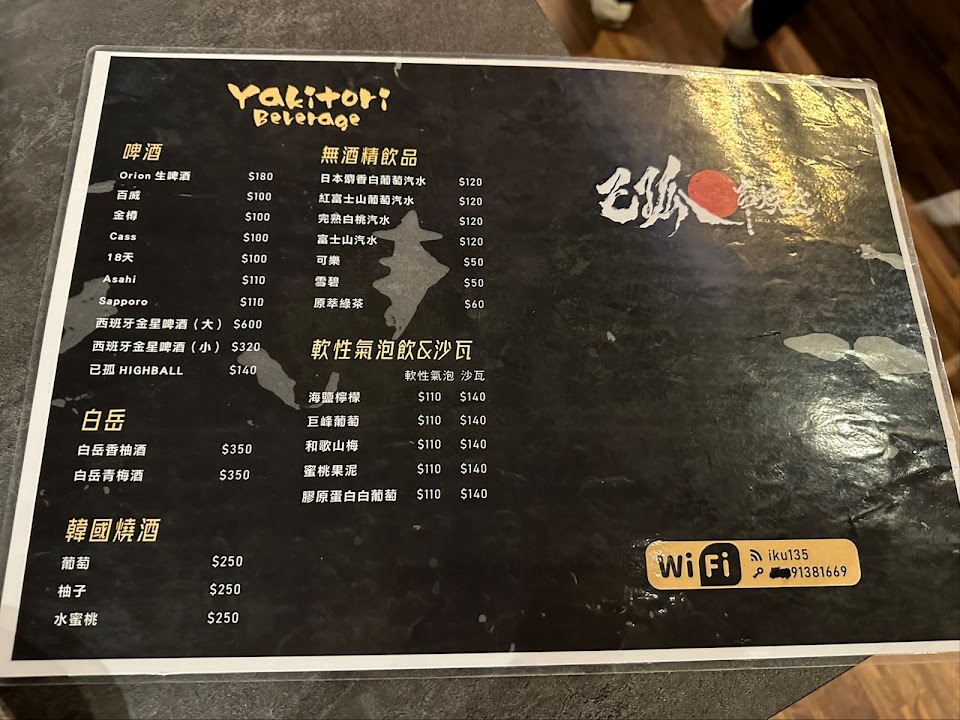 Yakitori
Beverage
啤酒
Orion 生啤酒 $180
百威 $100
金樽 $100
Cass $100
18天 $100
Asahi $110
Sapporo $110
西班牙金星啤酒（大） $600
西班牙金星啤酒（小） $320
已孤 HIGHBALL $140
白岳
白岳香柚酒 $350
白岳青梅酒 $350
韓國燒酒
葡萄 $250
柚子 $250
水蜜桃 $250
無酒精飲品
日本麝香白葡萄汽水 $120
紅富士山葡萄汽水 $120
完熟白桃汽水 $120
富士山汽水 $120
可樂 $50
雪碧 $50
原萃綠茶 $60
軟性氣泡飲&沙瓦
軟性氣泡 沙瓦
海鹽檸檬 $110 $140
巨峰葡萄 $110 $140
和歌山梅 $110 $140
蜜桃果泥 $110 $140
膠原蛋白白葡萄 $110 $140
已孤
WiFi
iku135
91381669